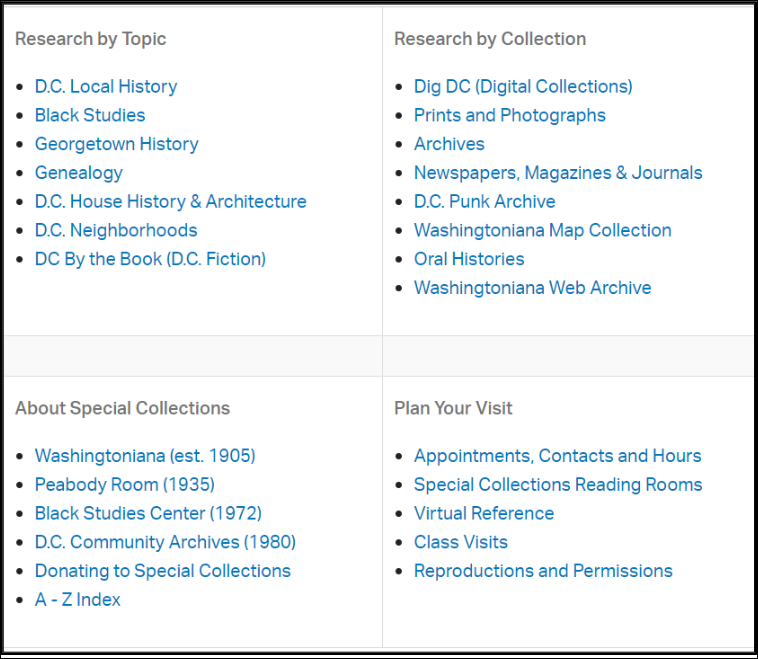 Research by Topic
D.C. Local History
Black Studies
Georgetown History
Genealogy
D.C. House History & Architecture
D.C. Neighborhoods
DC By the Book (D.C. Fiction)
Research by Collection
Dig DC (Digital Collections)
Prints and Photographs
Archives
Newspapers, Magazines & Journals
D.C. Punk Archive
Washingtoniana Map Collection
Oral Histories
Washingtoniana Web Archive
About Special Collections
Washingtoniana (est. 1905)
Peabody Room (1935)
Black Studies Center (1972)
D.C. Community Archives (1980)
Donating to Special Collections
A - Z Index
Plan Your Visit
Appointments, Contacts and Hours
Special Collections Reading Rooms
Virtual Reference
Class Visits
Reproductions and Permissions